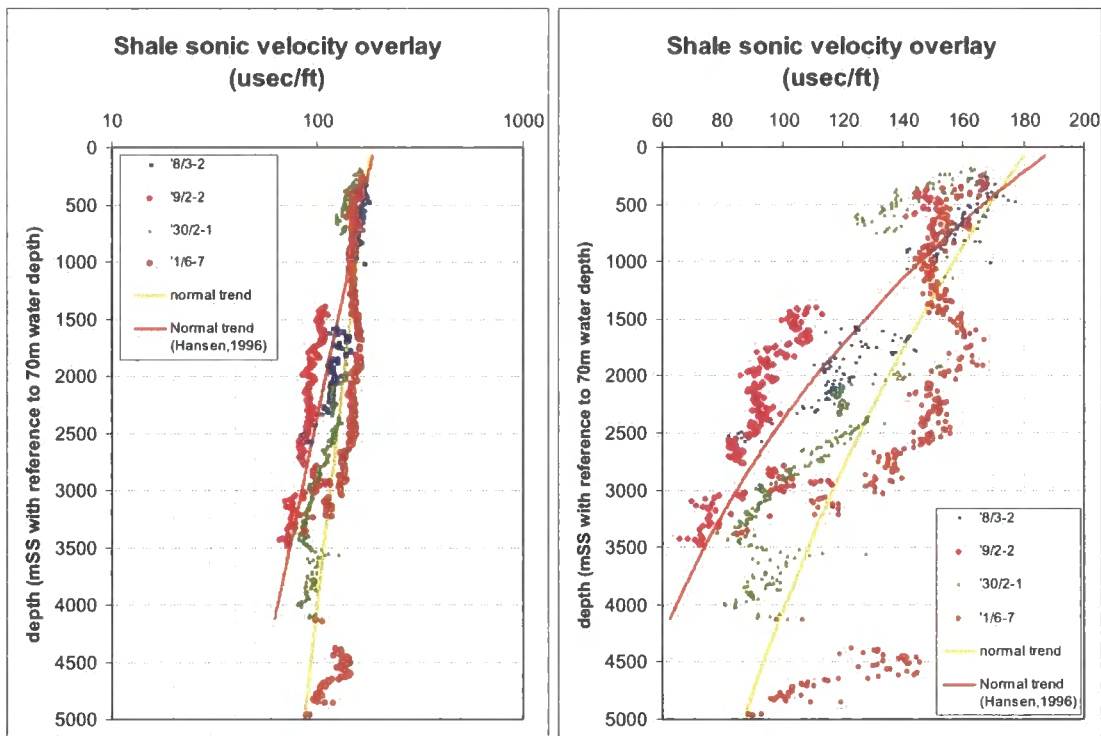 Shale sonic velocity overlay
(usec/ft)
10 100 1000
0
500
1000
1500
2000
2500
3000
3500
4000
4500
5000
depth (mSS with reference to 70m water depth)
'8/3-2
'9/2-2
'30/2-1
'1/6-7
normal trend
Normal trend
(Hansen,1996)
Shale sonic velocity overlay
(usec/ft)
60 80 100 120 140 160 180 200
0
500
1000
1500
2000
2500
3000
3500
4000
4500
5000
depth (mSS with reference to 70m water depth)
'8/3-2
'9/2-2
'30/2-1
'1/6-7
normal trend
Normal trend
(Hansen,1996)